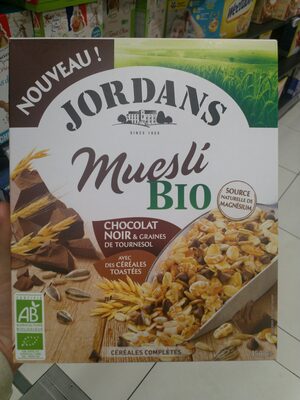 NOUVEAU !
JORDANS
SINCE 1855
Muesli
BIO
SOURCE
NATURELLE DE
MAGNÉSIUM
CHOCOLAT
NOIR & GRAINES
DE TOURNESOL
AVEC
DES CÉRÉALES
TOASTÉES
AB
CÉRÉALES COMPLÈTES